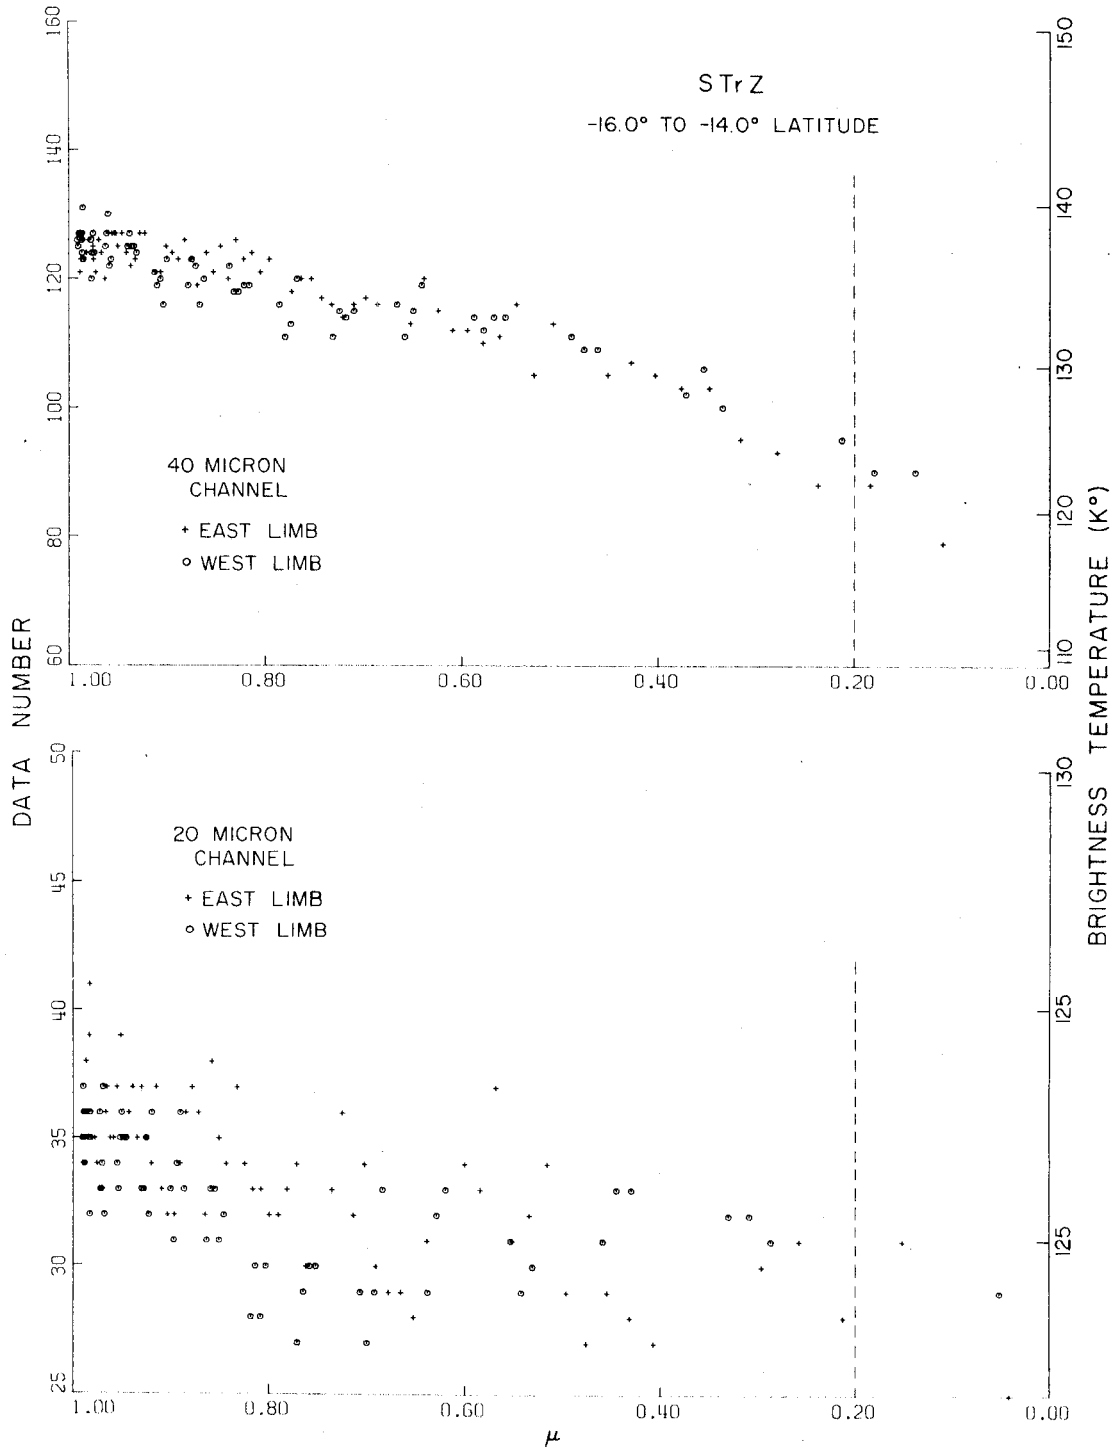 STrZ
-16.0° TO -14.0° LATITUDE
160
140
120
100
80
60
150
140
130
120
110
40 MICRON
CHANNEL
+ EAST LIMB
o WEST LIMB
1.00 0.80 0.60 0.40 0.20 0.00
DATA NUMBER
BRIGHTNESS TEMPERATURE (K°)
50
45
40
35
30
25
130
125
125
20 MICRON
CHANNEL
+ EAST LIMB
o WEST LIMB
1.00 0.80 0.60 0.40 0.20 0.00
μ